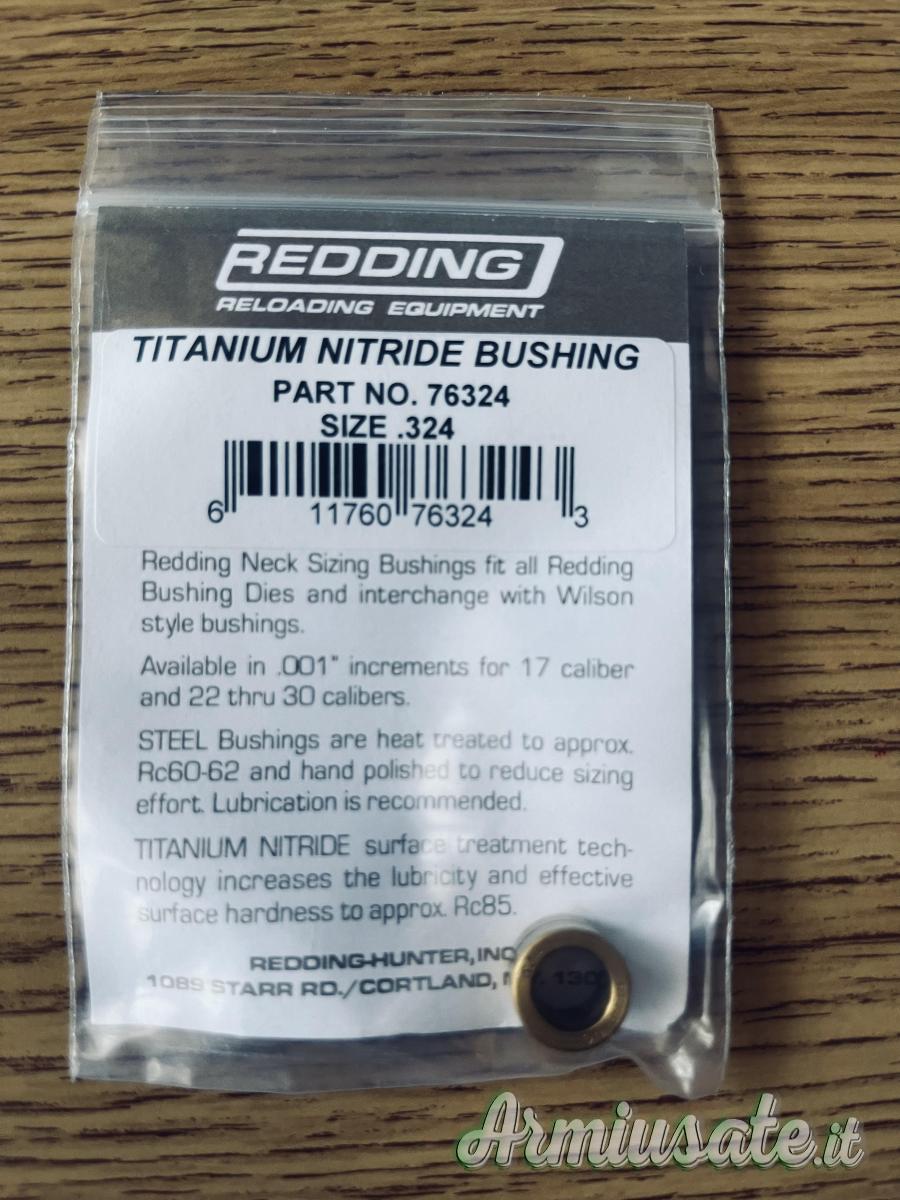 REDDING
RELOADING EQUIPMENT
TITANIUM NITRIDE BUSHING
PART NO. 76324
SIZE .324
6 11760 76324 3
Redding Neck Sizing Bushings fit all Redding
Bushing Dies and interchange with Wilson
style bushings.
Available in .001" increments for 17 caliber
and 22 thru 30 calibers.
STEEL Bushings are heat treated to approx.
Rc60-62 and hand polished to reduce sizing
effort. Lubrication is recommended.
TITANIUM NITRIDE surface treatment tech-
nology increases the lubricity and effective
surface hardness to approx. Rc85.
REDDING-HUNTER, INC
1089 STARR RD./CORTLAND,
Armiusate.it